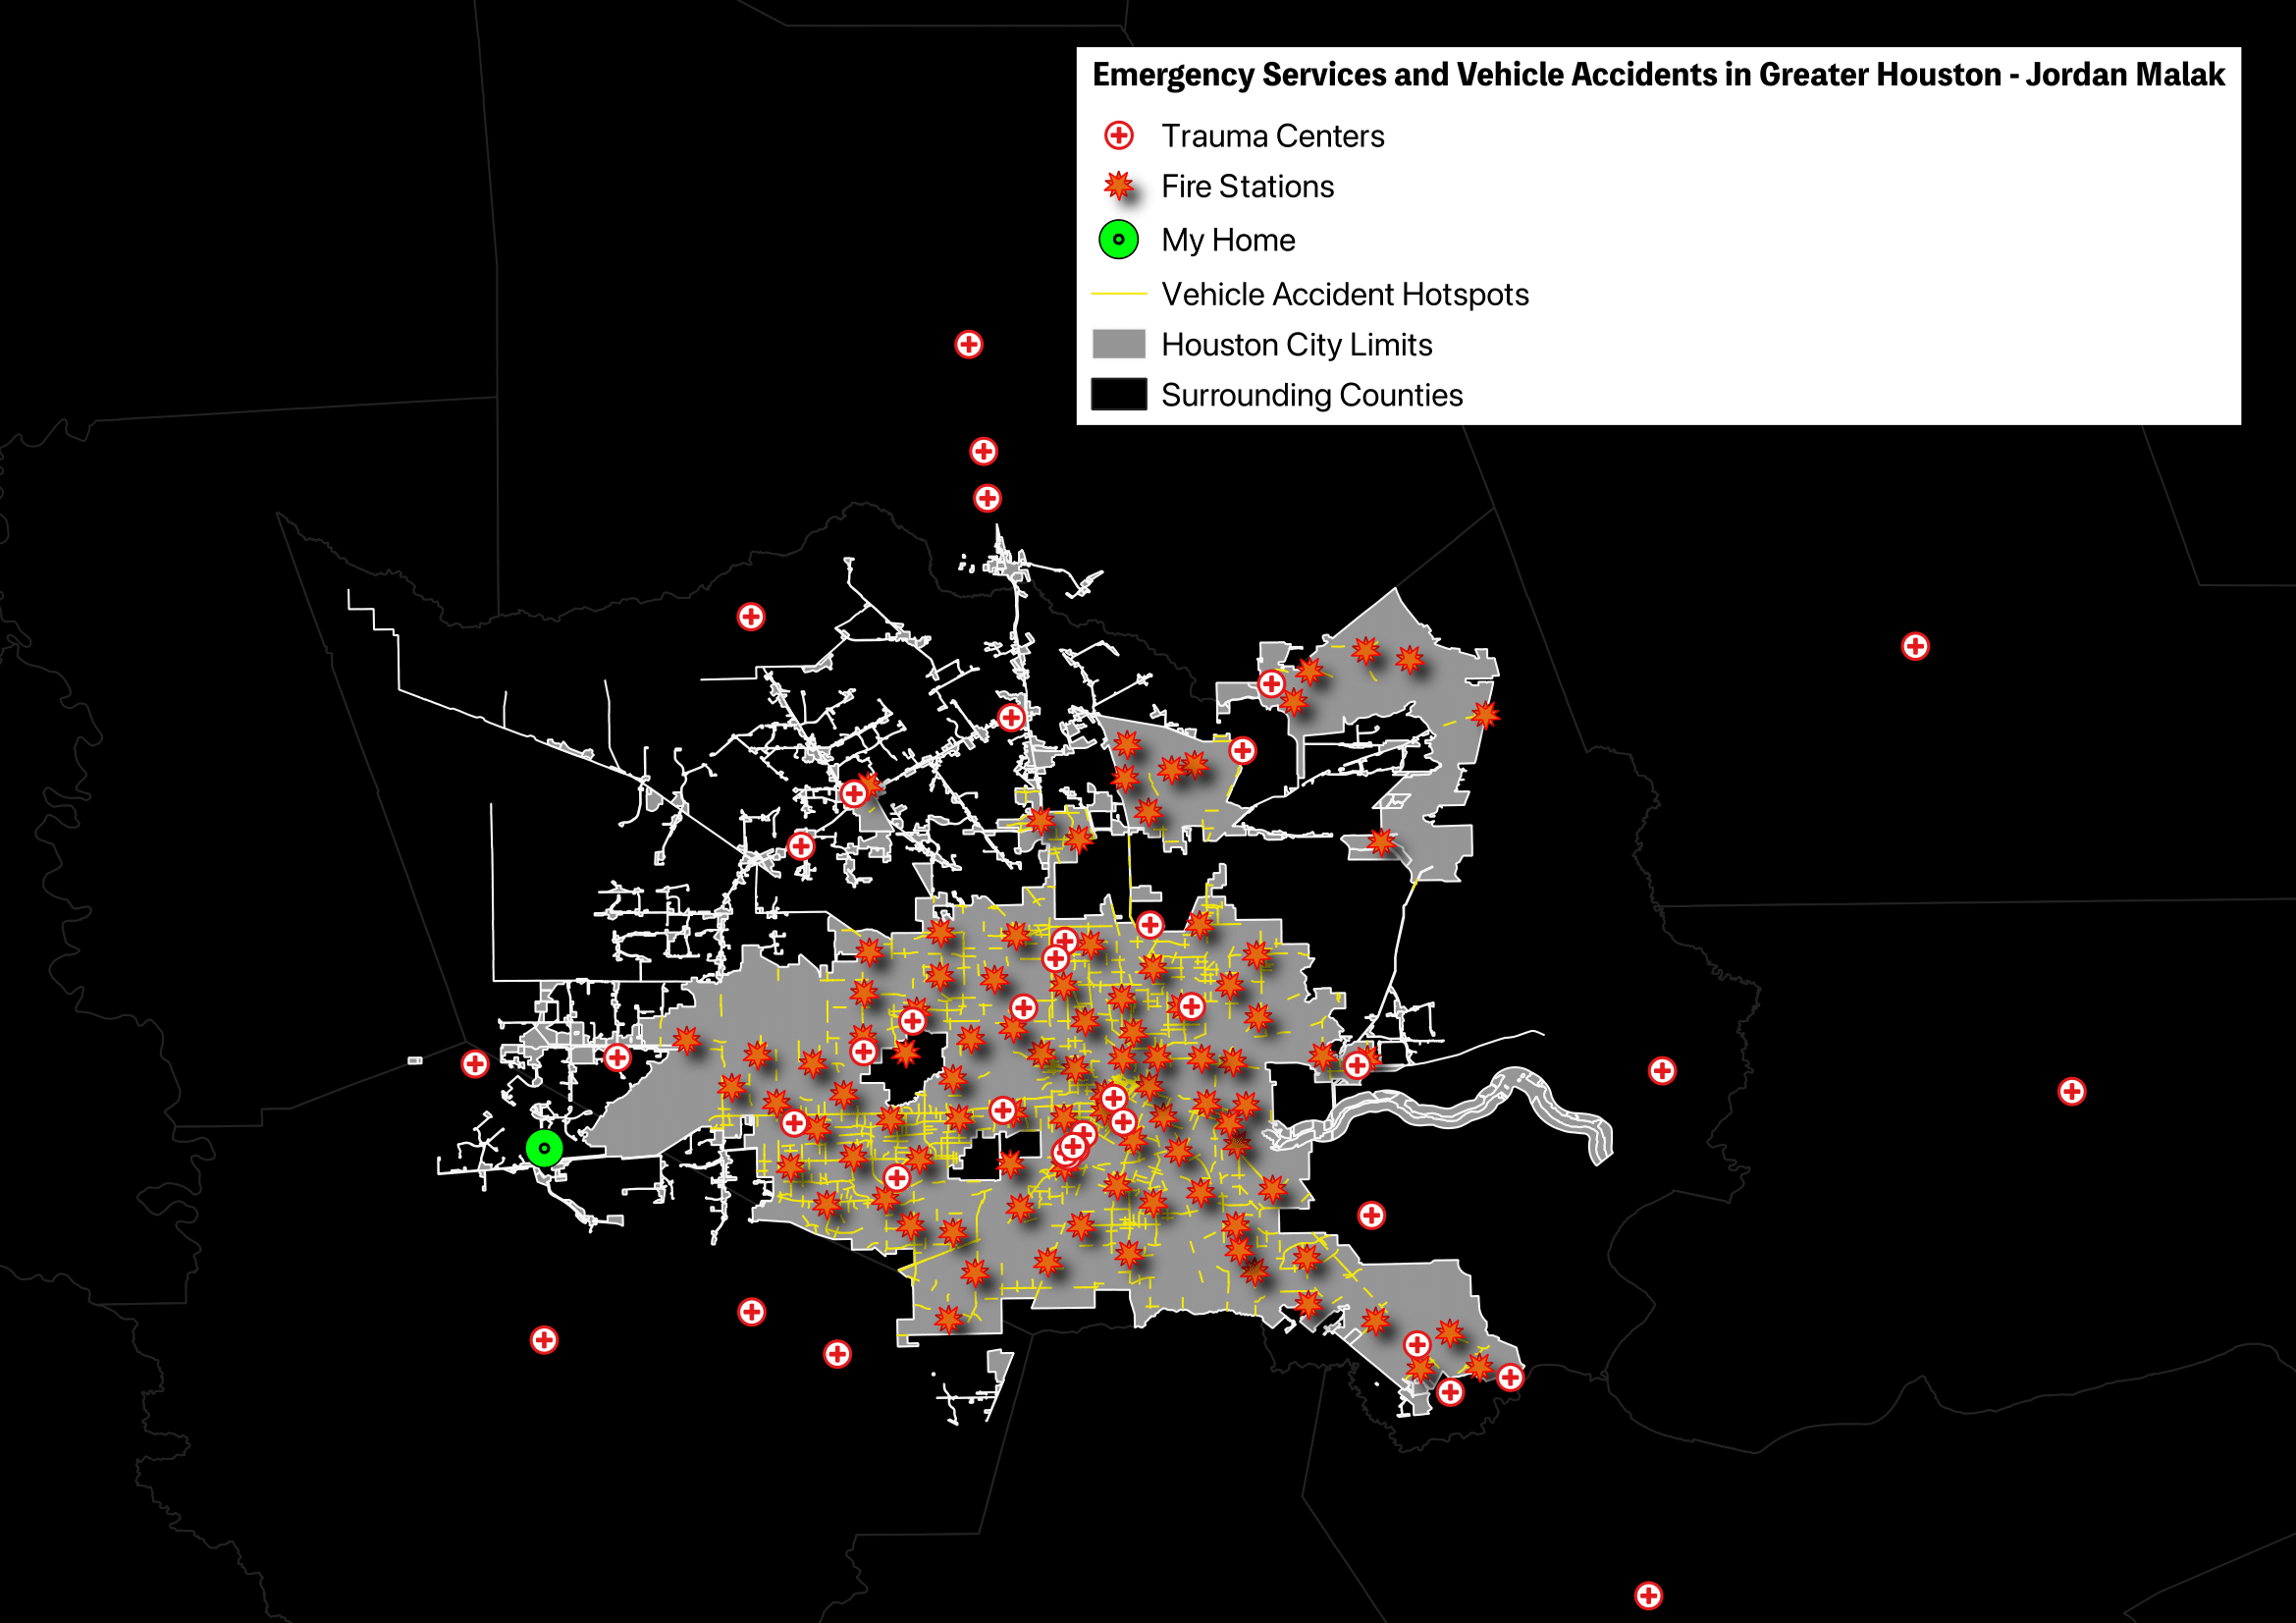 Emergency Services and Vehicle Accidents in Greater Houston - Jordan Malak
Trauma Centers
Fire Stations
My Home
Vehicle Accident Hotspots
Houston City Limits
Surrounding Counties